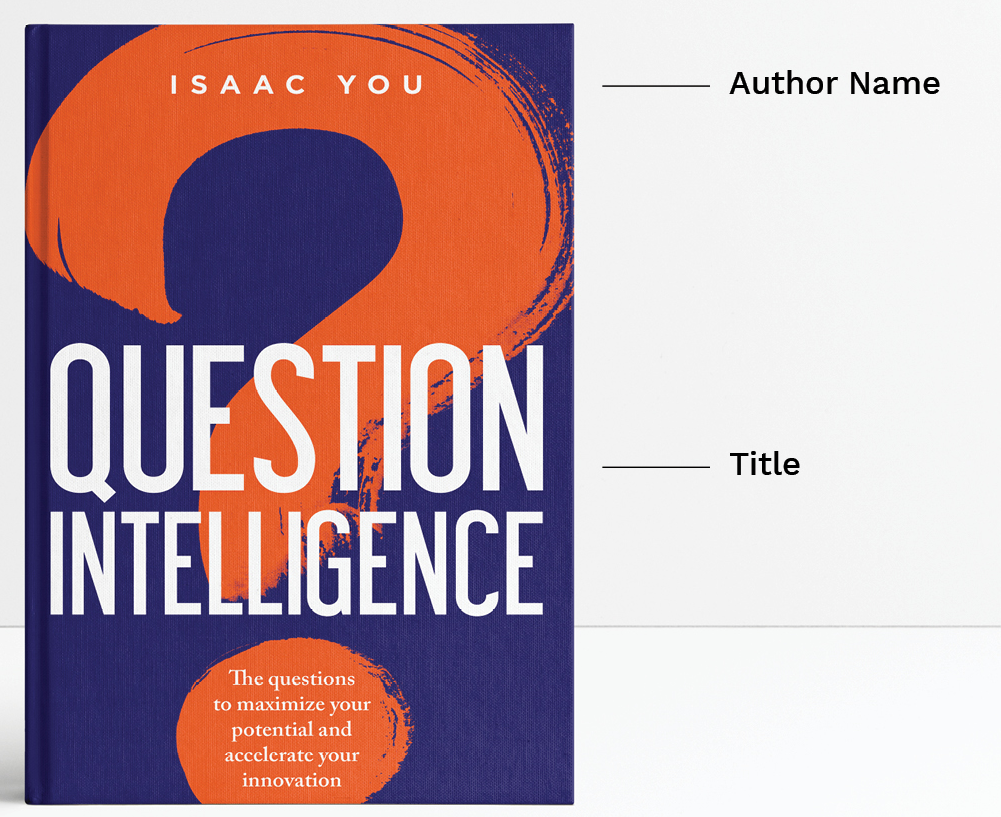 ISAAC YOU
Author Name
QUESTION
Title
INTELLIGENCE
The questions
to maximize your
potential and
accelerate your
innovation